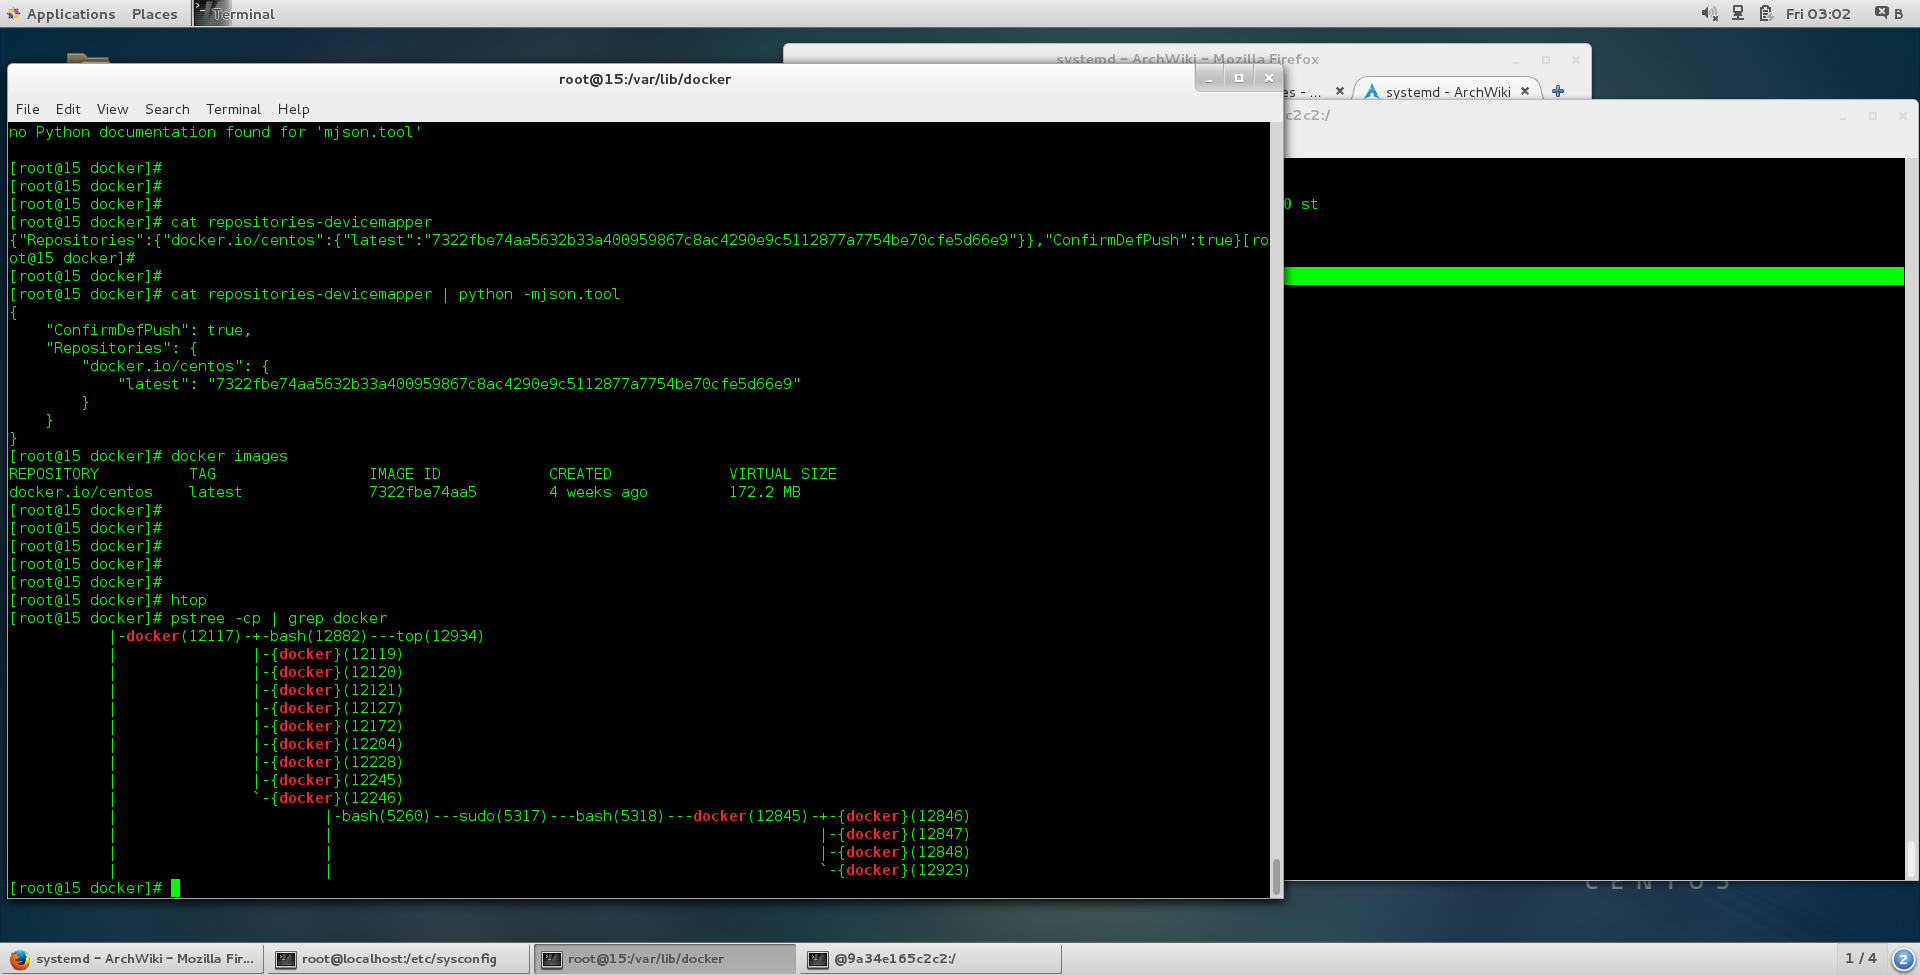 Applications Places Terminal Fri 03:02 B
systemd - ArchWiki - Mozilla Firefox
root@15:/var/lib/docker
es - ... systemd - ArchWiki
File Edit View Search Terminal Help
c2c2:/
no Python documentation found for 'mjson.tool'
[root@15 docker]#
[root@15 docker]#
[root@15 docker]#
0 st
[root@15 docker]# cat repositories-devicemapper
{"Repositories":{"docker.io/centos":{"latest":"7322fbe74aa5632b33a400959867c8ac4290e9c5112877a7754be70cfe5d66e9"}},"ConfirmDefPush":true}[ro
ot@15 docker]#
[root@15 docker]#
[root@15 docker]# cat repositories-devicemapper | python -mjson.tool
{
    "ConfirmDefPush": true,
    "Repositories": {
        "docker.io/centos": {
            "latest": "7322fbe74aa5632b33a400959867c8ac4290e9c5112877a7754be70cfe5d66e9"
        }
    }
}
[root@15 docker]# docker images
REPOSITORY          TAG                 IMAGE ID            CREATED             VIRTUAL SIZE
docker.io/centos    latest              7322fbe74aa5        4 weeks ago         172.2 MB
[root@15 docker]#
[root@15 docker]#
[root@15 docker]#
[root@15 docker]#
[root@15 docker]#
[root@15 docker]# htop
[root@15 docker]# pstree -cp | grep docker
           |-docker(12117)-+-bash(12882)---top(12934)
           |               |-{docker}(12119)
           |               |-{docker}(12120)
           |               |-{docker}(12121)
           |               |-{docker}(12127)
           |               |-{docker}(12172)
           |               |-{docker}(12204)
           |               |-{docker}(12228)
           |               |-{docker}(12245)
           |               `-{docker}(12246)
           |                       |-bash(5260)---sudo(5317)---bash(5318)---docker(12845)-+-{docker}(12846)
           |                       |                                                      |-{docker}(12847)
           |                       |                                                      |-{docker}(12848)
           |                       |                                                      `-{docker}(12923)
[root@15 docker]#
CENTOS
systemd - ArchWiki - Mozilla Fir... root@localhost:/etc/sysconfig root@15:/var/lib/docker @9a34e165c2c2:/ 1 / 4 2